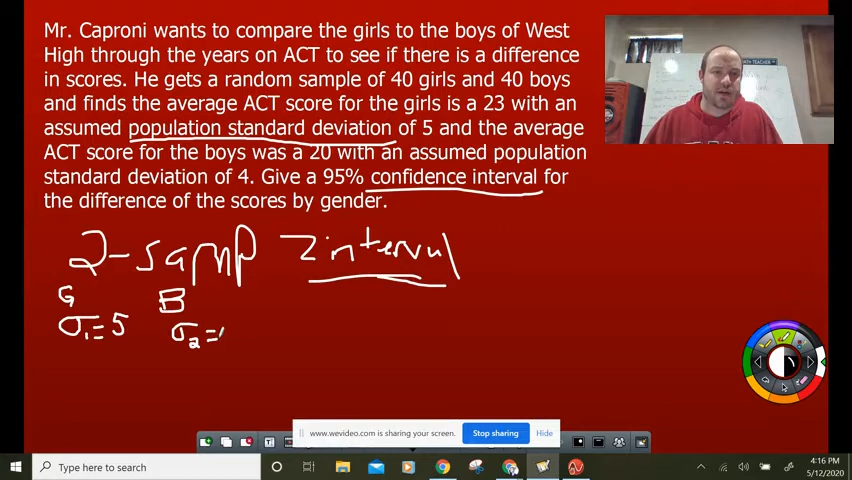 Mr. Caproni wants to compare the girls to the boys of West
High through the years on ACT to see if there is a difference
in scores. He gets a random sample of 40 girls and 40 boys
and finds the average ACT score for the girls is a 23 with an
assumed population standard deviation of 5 and the average
ACT score for the boys was a 20 with an assumed population
standard deviation of 4. Give a 95% confidence interval for
the difference of the scores by gender.
2-samp Z interval
G B
σ₁=5 σ₂=
www.wevideo.com is sharing your screen.
Stop sharing
Hide
Type here to search
4:16 PM
5/12/2020